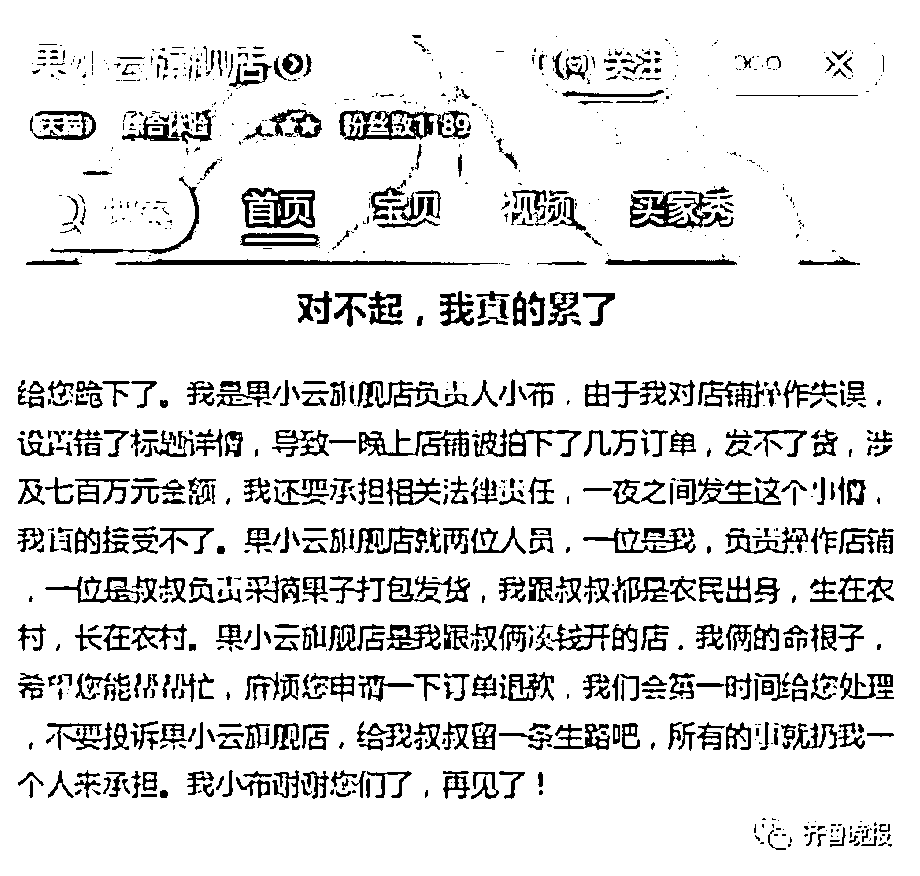 果小云旗舰店
关注
天猫 综合体验 ★★★ 粉丝数1189
搜索 首页 宝贝 视频 买家秀
对不起，我真的累了
给您跪下了。我是果小云旗舰店负责人小布，由于我对店铺操作失误，
设置错了标题详情，导致一晚上店铺被拍下了几万订单，发不了货，涉
及七百万元金额，我还要承担相关法律责任，一夜之间发生这个事情，
我真的接受不了。果小云旗舰店就两位人员，一位是我，负责操作店铺
，一位是叔叔负责采摘果子打包发货，我跟叔叔都是农民出身，生在农
村，长在农村。果小云旗舰店是我跟叔俩凑钱开的店，我俩的命根子，
希望您能帮帮忙，麻烦您申请一下订单退款，我们会第一时间给您处理
，不要投诉果小云旗舰店，给我叔叔留一条生路吧，所有的事就扔我一
个人来承担。我小布谢谢您们了，再见了！
齐鲁晚报